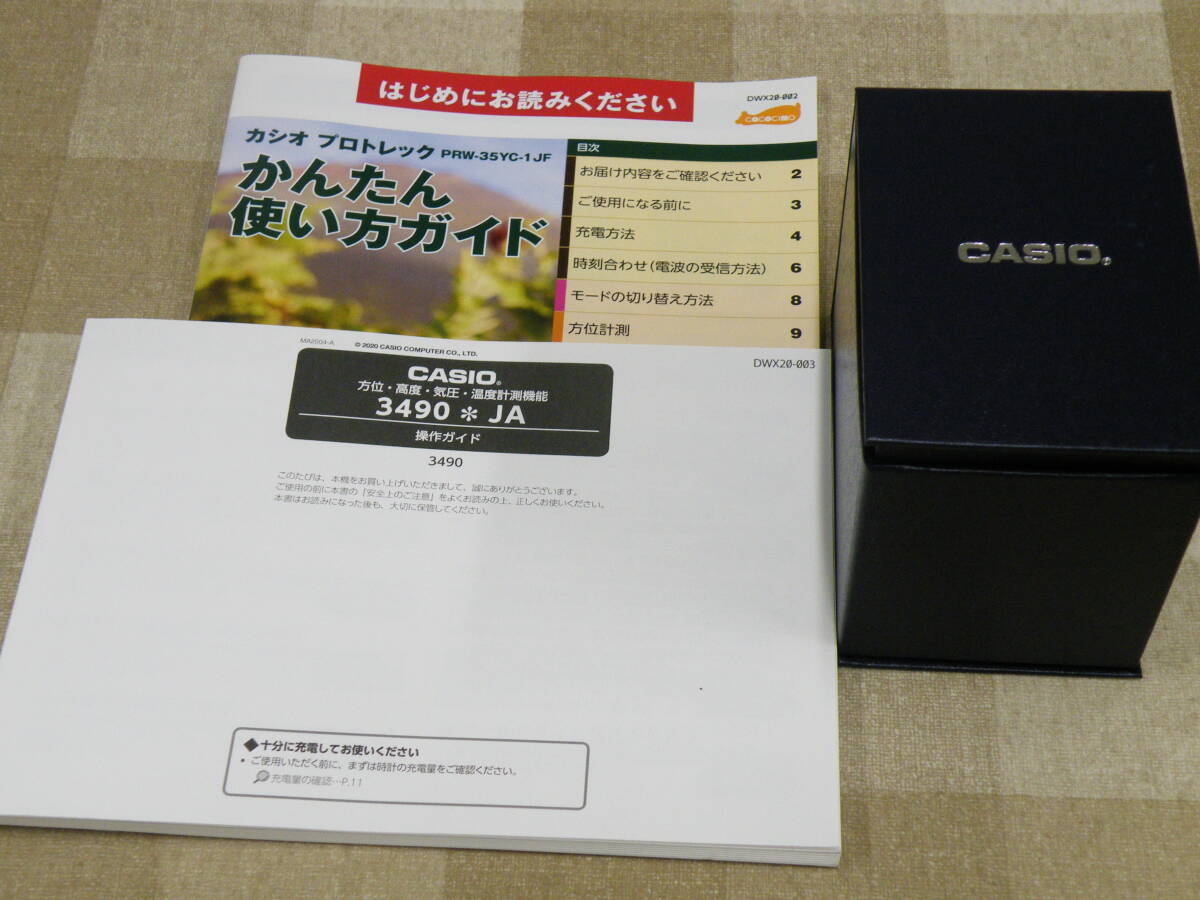 はじめにお読みください
DWX20-002
COCOCIMO
カシオ プロトレック PRW-35YC-1JF
かんたん
使い方ガイド
目次
お届け内容をご確認ください 2
ご使用になる前に 3
充電方法 4
時刻合わせ(電波の受信方法) 6
モードの切り替え方法 8
方位計測 9
MA2004-A
© 2020 CASIO COMPUTER CO., LTD.
DWX20-003
CASIO®
方位・高度・気圧・温度計測機能
3490 ✻ JA
操作ガイド
3490
このたびは、本機をお買い上げいただきまして、誠にありがとうございます。
ご使用の前に本書の「安全上のご注意」をよくお読みの上、正しくお使いください。
本書はお読みになった後も、大切に保管してください。
◆十分に充電してお使いください
• ご使用いただく前に、まずは時計の充電量をご確認ください。
充電量の確認…P.11
CASIO®